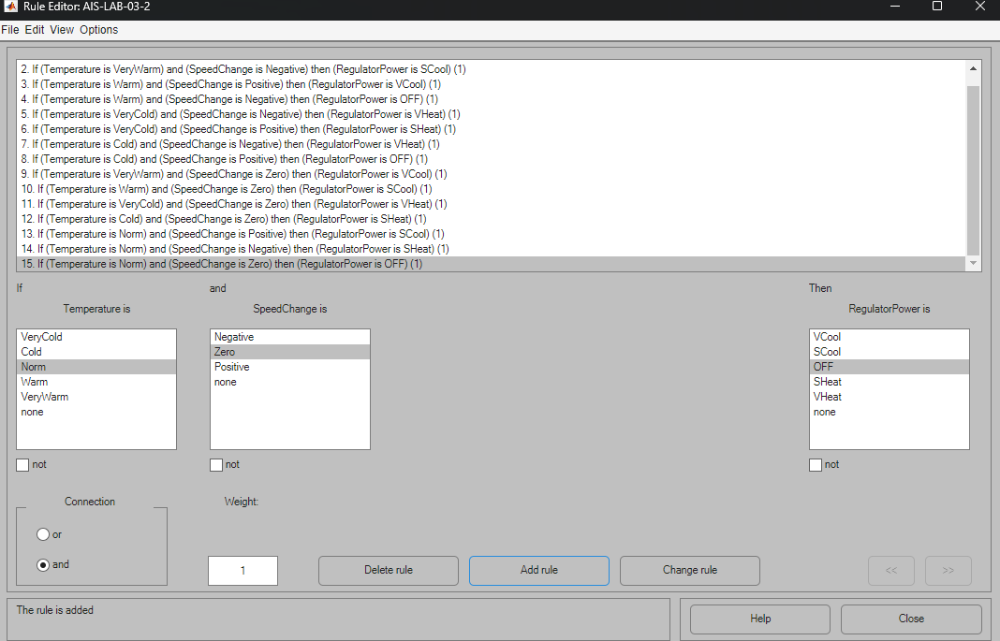 Rule Editor: AIS-LAB-03-2
File Edit View Options
2. If (Temperature is VeryWarm) and (SpeedChange is Negative) then (RegulatorPower is SCool) (1)
3. If (Temperature is Warm) and (SpeedChange is Positive) then (RegulatorPower is VCool) (1)
4. If (Temperature is Warm) and (SpeedChange is Negative) then (RegulatorPower is OFF) (1)
5. If (Temperature is VeryCold) and (SpeedChange is Negative) then (RegulatorPower is VHeat) (1)
6. If (Temperature is VeryCold) and (SpeedChange is Positive) then (RegulatorPower is SHeat) (1)
7. If (Temperature is Cold) and (SpeedChange is Negative) then (RegulatorPower is VHeat) (1)
8. If (Temperature is Cold) and (SpeedChange is Positive) then (RegulatorPower is OFF) (1)
9. If (Temperature is VeryWarm) and (SpeedChange is Zero) then (RegulatorPower is VCool) (1)
10. If (Temperature is Warm) and (SpeedChange is Zero) then (RegulatorPower is SCool) (1)
11. If (Temperature is VeryCold) and (SpeedChange is Zero) then (RegulatorPower is VHeat) (1)
12. If (Temperature is Cold) and (SpeedChange is Zero) then (RegulatorPower is SHeat) (1)
13. If (Temperature is Norm) and (SpeedChange is Positive) then (RegulatorPower is SCool) (1)
14. If (Temperature is Norm) and (SpeedChange is Negative) then (RegulatorPower is SHeat) (1)
15. If (Temperature is Norm) and (SpeedChange is Zero) then (RegulatorPower is OFF) (1)
If
Temperature is
VeryCold
Cold
Norm
Warm
VeryWarm
none
not
and
SpeedChange is
Negative
Zero
Positive
none
not
Then
RegulatorPower is
VCool
SCool
OFF
SHeat
VHeat
none
not
Connection
or
and
Weight:
1
Delete rule
Add rule
Change rule
<<
>>
The rule is added
Help
Close